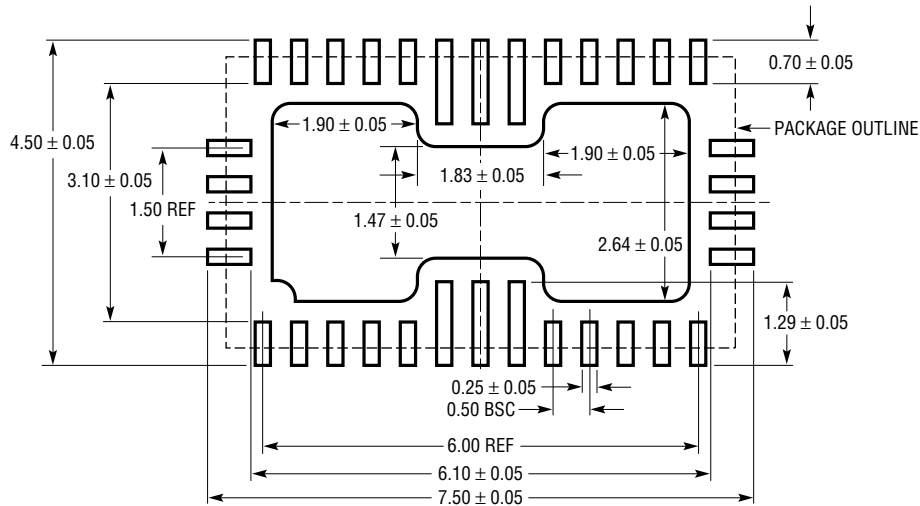 0.70 ± 0.05
1.90 ± 0.05
PACKAGE OUTLINE
4.50 ± 0.05
1.90 ± 0.05
3.10 ± 0.05
1.83 ± 0.05
1.50 REF
1.47 ± 0.05
2.64 ± 0.05
1.29 ± 0.05
0.25 ± 0.05
0.50 BSC
6.00 REF
6.10 ± 0.05
7.50 ± 0.05